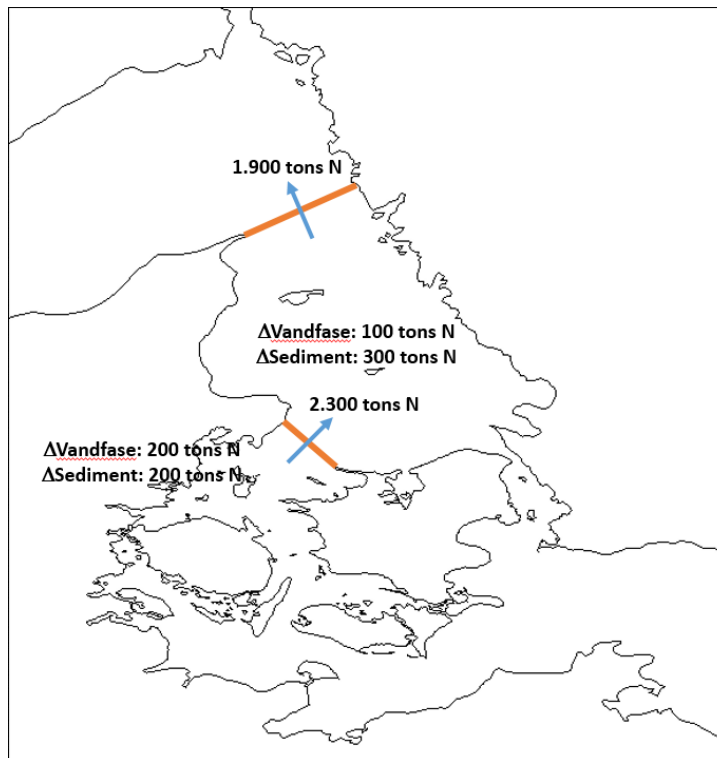 1.900 tons N
ΔVandfase: 100 tons N
ΔSediment: 300 tons N
2.300 tons N
ΔVandfase: 200 tons N
ΔSediment: 200 tons N